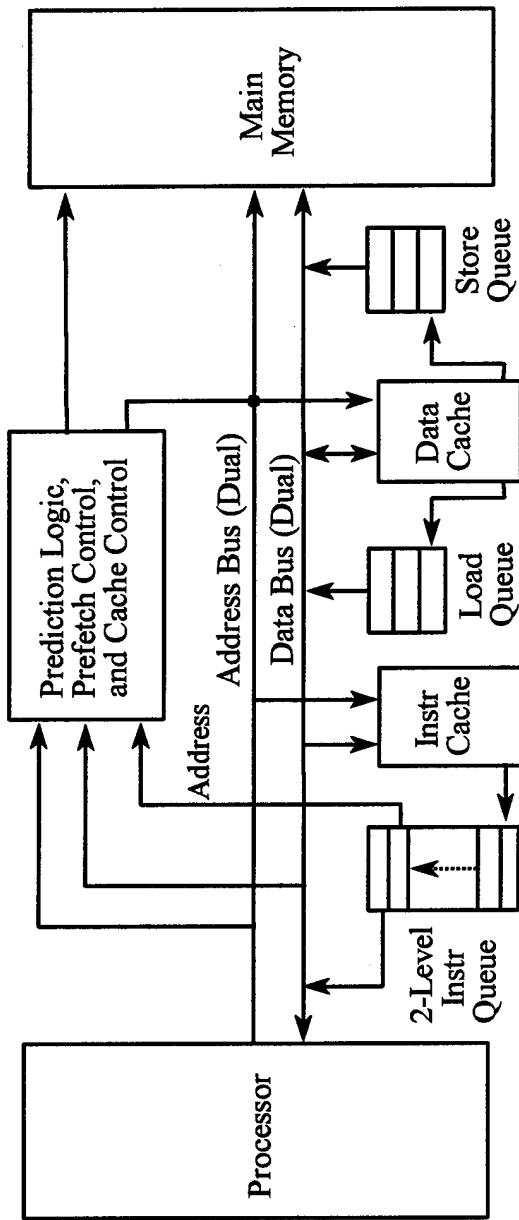 Processor
Prediction Logic,
Prefetch Control,
and Cache Control
Main
Memory
Address
Address Bus (Dual)
Data Bus (Dual)
2-Level
Instr
Queue
Instr
Cache
Load
Queue
Data
Cache
Store
Queue